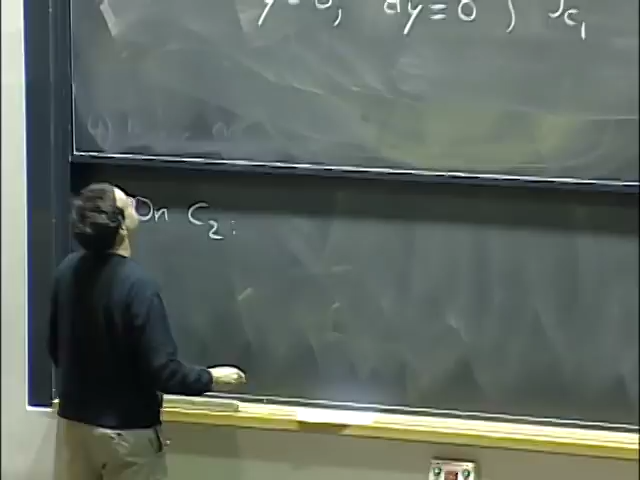 y=0, dy=0 ) ∫c₁
On C₂: